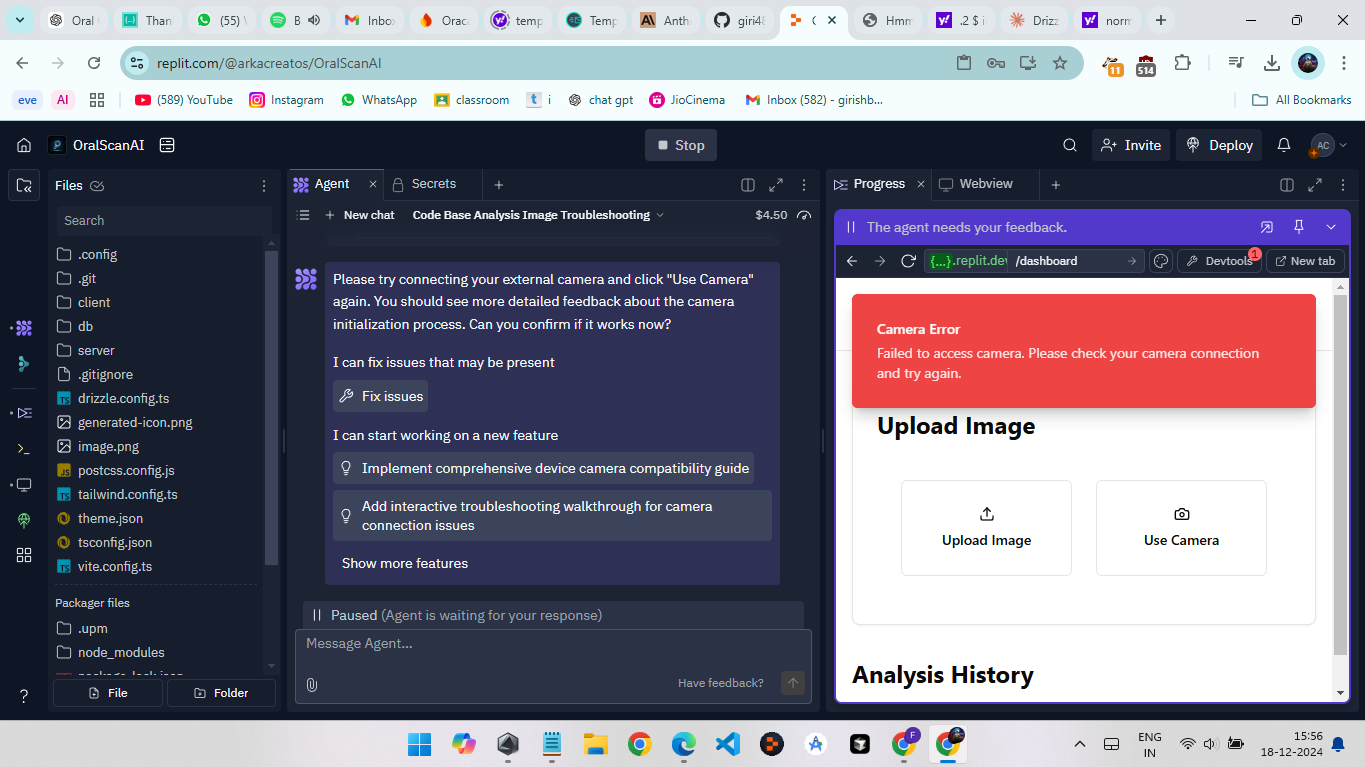 Oral
Than
(55) V
B
Inbo
Orac
temp
Temp
Anth
giri48
C
Hmm
.2 $ i
Drizz
norm
replit.com/@arkacreatos/OralScanAI
11
514
eve
AI
(589) YouTube
Instagram
WhatsApp
classroom
i
chat gpt
JioCinema
Inbox (582) - girishb...
All Bookmarks
OralScanAI
Stop
Invite
Deploy
AC
Files
Search
.config
.git
client
db
server
.gitignore
drizzle.config.ts
generated-icon.png
image.png
postcss.config.js
tailwind.config.ts
theme.json
tsconfig.json
vite.config.ts
Packager files
.upm
node_modules
package-lock.json
File
Folder
Agent
Secrets
New chat
Code Base Analysis Image Troubleshooting
$4.50
Please try connecting your external camera and click "Use Camera"
again. You should see more detailed feedback about the camera
initialization process. Can you confirm if it works now?
I can fix issues that may be present
Fix issues
I can start working on a new feature
Implement comprehensive device camera compatibility guide
Add interactive troubleshooting walkthrough for camera
connection issues
Show more features
Paused (Agent is waiting for your response)
Message Agent...
Have feedback?
Progress
Webview
The agent needs your feedback.
{...}.replit.dev /dashboard
Devtools
1
New tab
Camera Error
Failed to access camera. Please check your camera connection
and try again.
Upload Image
Upload Image
Use Camera
Analysis History
F
ENG
IN
15:56
18-12-2024